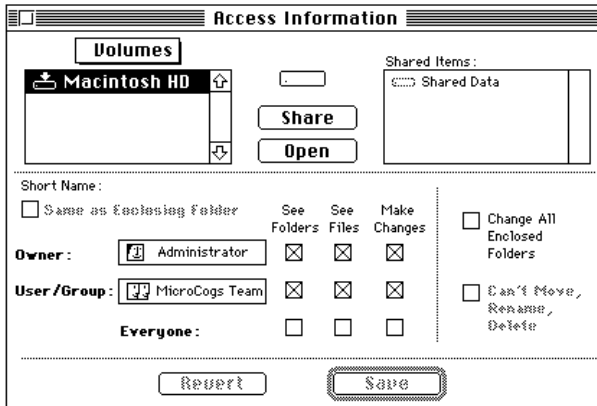 Access Information
Volumes
Macintosh HD
Share
Open
Shared Items:
Shared Data
Short Name:
Same as Enclosing Folder
See Folders
See Files
Make Changes
Owner:
Administrator
User/Group:
MicroCogs Team
Everyone:
Change All
Enclosed
Folders
Can't Move,
Rename,
Delete
Revert
Save